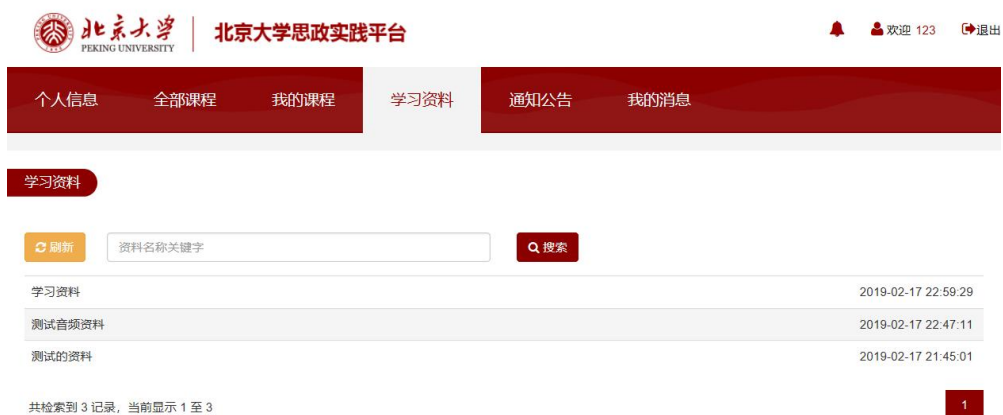 北京大学 北京大学思政实践平台 欢迎 123 退出
PEKING UNIVERSITY
个人信息 全部课程 我的课程 学习资料 通知公告 我的消息
学习资料
刷新 资料名称关键字 搜索
学习资料 2019-02-17 22:59:29
测试音频资料 2019-02-17 22:47:11
测试的资料 2019-02-17 21:45:01
共检索到 3 记录，当前显示 1 至 3 1